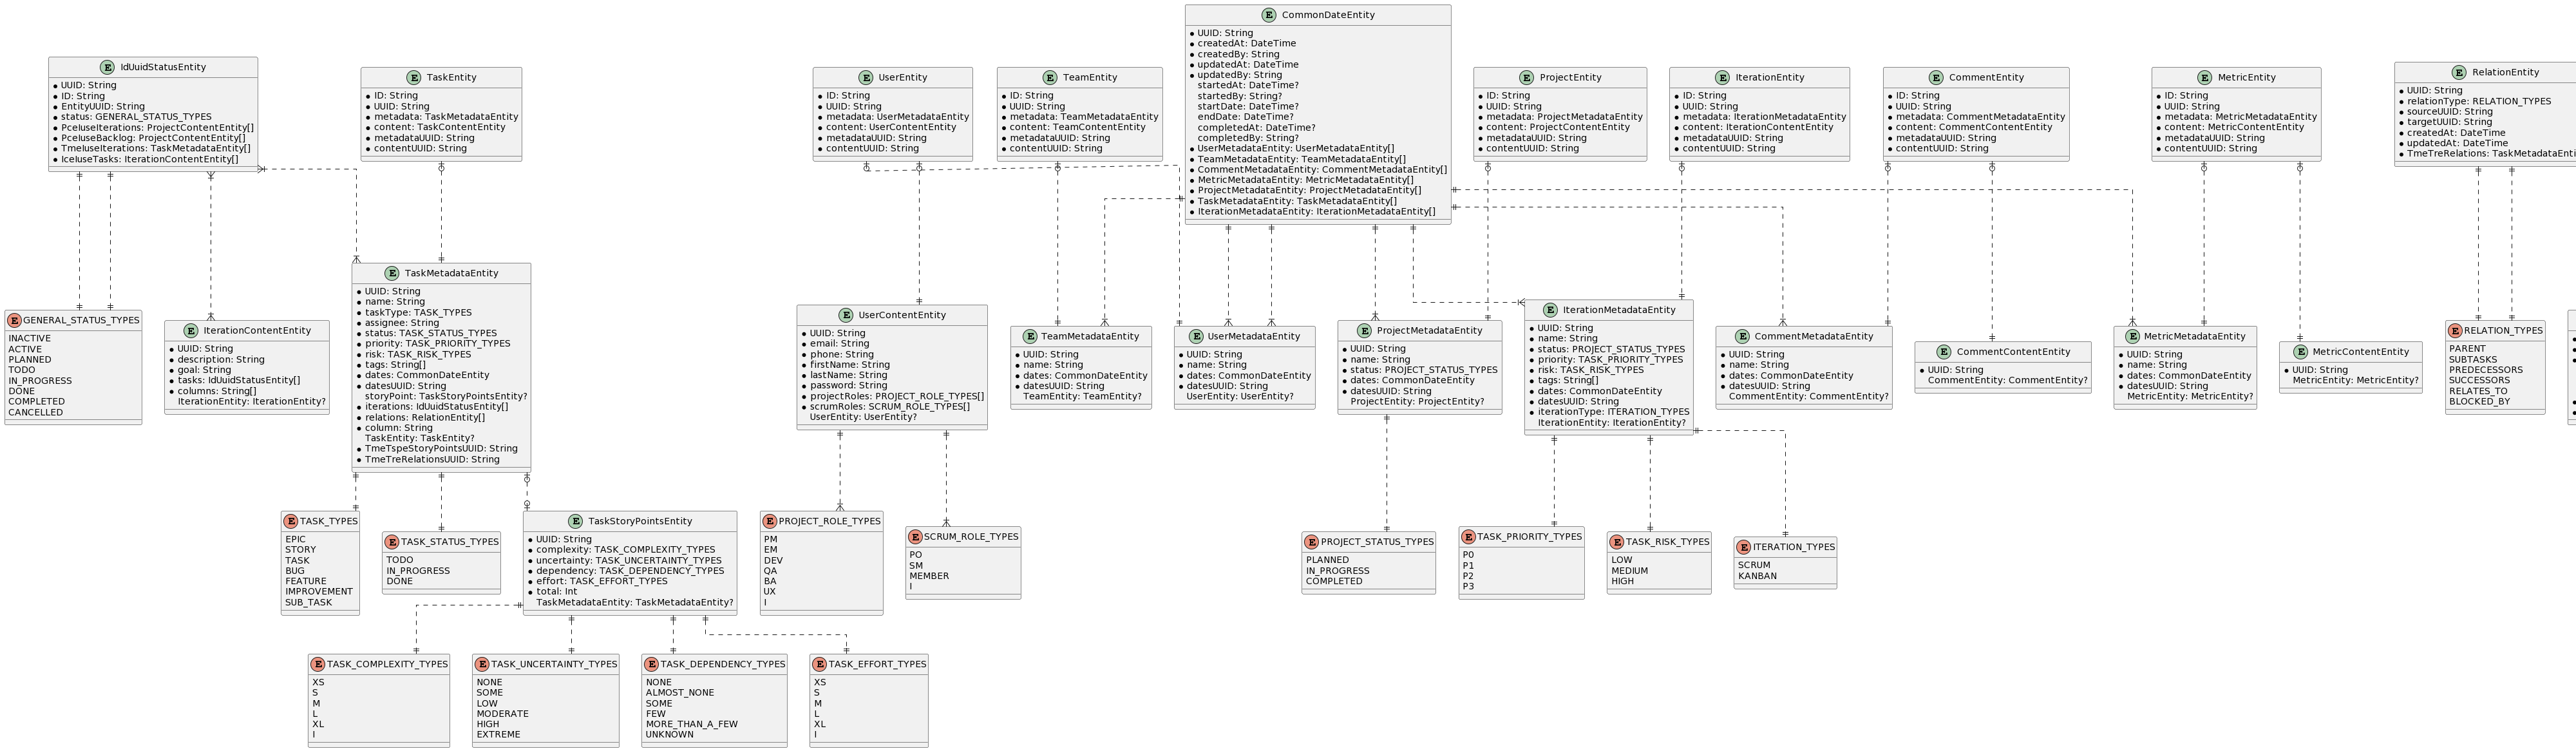 CommonDateEntity
UUID: String
createdAt: DateTime
createdBy: String
updatedAt: DateTime
updatedBy: String
startedAt: DateTime?
startedBy: String?
startDate: DateTime?
endDate: DateTime?
completedAt: DateTime?
completedBy: String?
UserMetadataEntity: UserMetadataEntity[]
TeamMetadataEntity: TeamMetadataEntity[]
CommentMetadataEntity: CommentMetadataEntity[]
MetricMetadataEntity: MetricMetadataEntity[]
ProjectMetadataEntity: ProjectMetadataEntity[]
TaskMetadataEntity: TaskMetadataEntity[]
IterationMetadataEntity: IterationMetadataEntity[]
IdUuidStatusEntity
UUID: String
ID: String
EntityUUID: String
status: GENERAL_STATUS_TYPES
PceIuseIterations: ProjectContentEntity[]
PceIuseBacklog: ProjectContentEntity[]
TmeIuseIterations: TaskMetadataEntity[]
IceIuseTasks: IterationContentEntity[]
TaskEntity
ID: String
UUID: String
metadata: TaskMetadataEntity
content: TaskContentEntity
metadataUUID: String
contentUUID: String
UserEntity
ID: String
UUID: String
metadata: UserMetadataEntity
content: UserContentEntity
metadataUUID: String
contentUUID: String
TeamEntity
ID: String
UUID: String
metadata: TeamMetadataEntity
content: TeamContentEntity
metadataUUID: String
contentUUID: String
ProjectEntity
ID: String
UUID: String
metadata: ProjectMetadataEntity
content: ProjectContentEntity
metadataUUID: String
contentUUID: String
IterationEntity
ID: String
UUID: String
metadata: IterationMetadataEntity
content: IterationContentEntity
metadataUUID: String
contentUUID: String
CommentEntity
ID: String
UUID: String
metadata: CommentMetadataEntity
content: CommentContentEntity
metadataUUID: String
contentUUID: String
MetricEntity
ID: String
UUID: String
metadata: MetricMetadataEntity
content: MetricContentEntity
metadataUUID: String
contentUUID: String
RelationEntity
UUID: String
relationType: RELATION_TYPES
sourceUUID: String
targetUUID: String
createdAt: DateTime
updatedAt: DateTime
TmeTreRelations:
GENERAL_STATUS_TYPES
INACTIVE
ACTIVE
PLANNED
TODO
IN_PROGRESS
DONE
COMPLETED
CANCELLED
IterationContentEntity
UUID: String
description: String
goal: String
tasks: IdUuidStatusEntity[]
columns: String[]
IterationEntity: IterationEntity?
TaskMetadataEntity
UUID: String
name: String
taskType: TASK_TYPES
assignee: String
status: TASK_STATUS_TYPES
priority: TASK_PRIORITY_TYPES
risk: TASK_RISK_TYPES
tags: String[]
dates: CommonDateEntity
datesUUID: String
storyPoint: TaskStoryPointsEntity?
iterations: IdUuidStatusEntity[]
relations: RelationEntity[]
column: String
TaskEntity: TaskEntity?
TmeTspeStoryPointsUUID: String
TmeTreRelationsUUID: String
UserContentEntity
UUID: String
email: String
phone: String
firstName: String
lastName: String
password: String
projectRoles: PROJECT_ROLE_TYPES[]
scrumRoles: SCRUM_ROLE_TYPES[]
UserEntity: UserEntity?
TeamMetadataEntity
UUID: String
name: String
dates: CommonDateEntity
datesUUID: String
TeamEntity: TeamEntity?
UserMetadataEntity
UUID: String
name: String
dates: CommonDateEntity
datesUUID: String
UserEntity: UserEntity?
ProjectMetadataEntity
UUID: String
name: String
status: PROJECT_STATUS_TYPES
dates: CommonDateEntity
datesUUID: String
ProjectEntity: ProjectEntity?
IterationMetadataEntity
UUID: String
name: String
status: PROJECT_STATUS_TYPES
priority: TASK_PRIORITY_TYPES
risk: TASK_RISK_TYPES
tags: String[]
dates: CommonDateEntity
datesUUID: String
iterationType: ITERATION_TYPES
IterationEntity: IterationEntity?
CommentMetadataEntity
UUID: String
name: String
dates: CommonDateEntity
datesUUID: String
CommentEntity: CommentEntity?
CommentContentEntity
UUID: String
CommentEntity: CommentEntity?
MetricMetadataEntity
UUID: String
name: String
dates: CommonDateEntity
datesUUID: String
MetricEntity: MetricEntity?
MetricContentEntity
UUID: String
MetricEntity: MetricEntity?
RELATION_TYPES
PARENT
SUBTASKS
PREDECESSORS
SUCCESSORS
RELATES_TO
BLOCKED_BY
TASK_TYPES
EPIC
STORY
TASK
BUG
FEATURE
IMPROVEMENT
SUB_TASK
TASK_STATUS_TYPES
TODO
IN_PROGRESS
DONE
TaskStoryPointsEntity
UUID: String
complexity: TASK_COMPLEXITY_TYPES
uncertainty: TASK_UNCERTAINTY_TYPES
dependency: TASK_DEPENDENCY_TYPES
effort: TASK_EFFORT_TYPES
total: Int
TaskMetadataEntity: TaskMetadataEntity?
PROJECT_ROLE_TYPES
PM
EM
DEV
QA
BA
UX
I
SCRUM_ROLE_TYPES
PO
SM
MEMBER
I
PROJECT_STATUS_TYPES
PLANNED
IN_PROGRESS
COMPLETED
TASK_PRIORITY_TYPES
P0
P1
P2
P3
TASK_RISK_TYPES
LOW
MEDIUM
HIGH
ITERATION_TYPES
SCRUM
KANBAN
TASK_COMPLEXITY_TYPES
XS
S
M
L
XL
I
TASK_UNCERTAINTY_TYPES
NONE
SOME
LOW
MODERATE
HIGH
EXTREME
TASK_DEPENDENCY_TYPES
NONE
ALMOST_NONE
SOME
FEW
MORE_THAN_A_FEW
UNKNOWN
TASK_EFFORT_TYPES
XS
S
M
L
XL
I